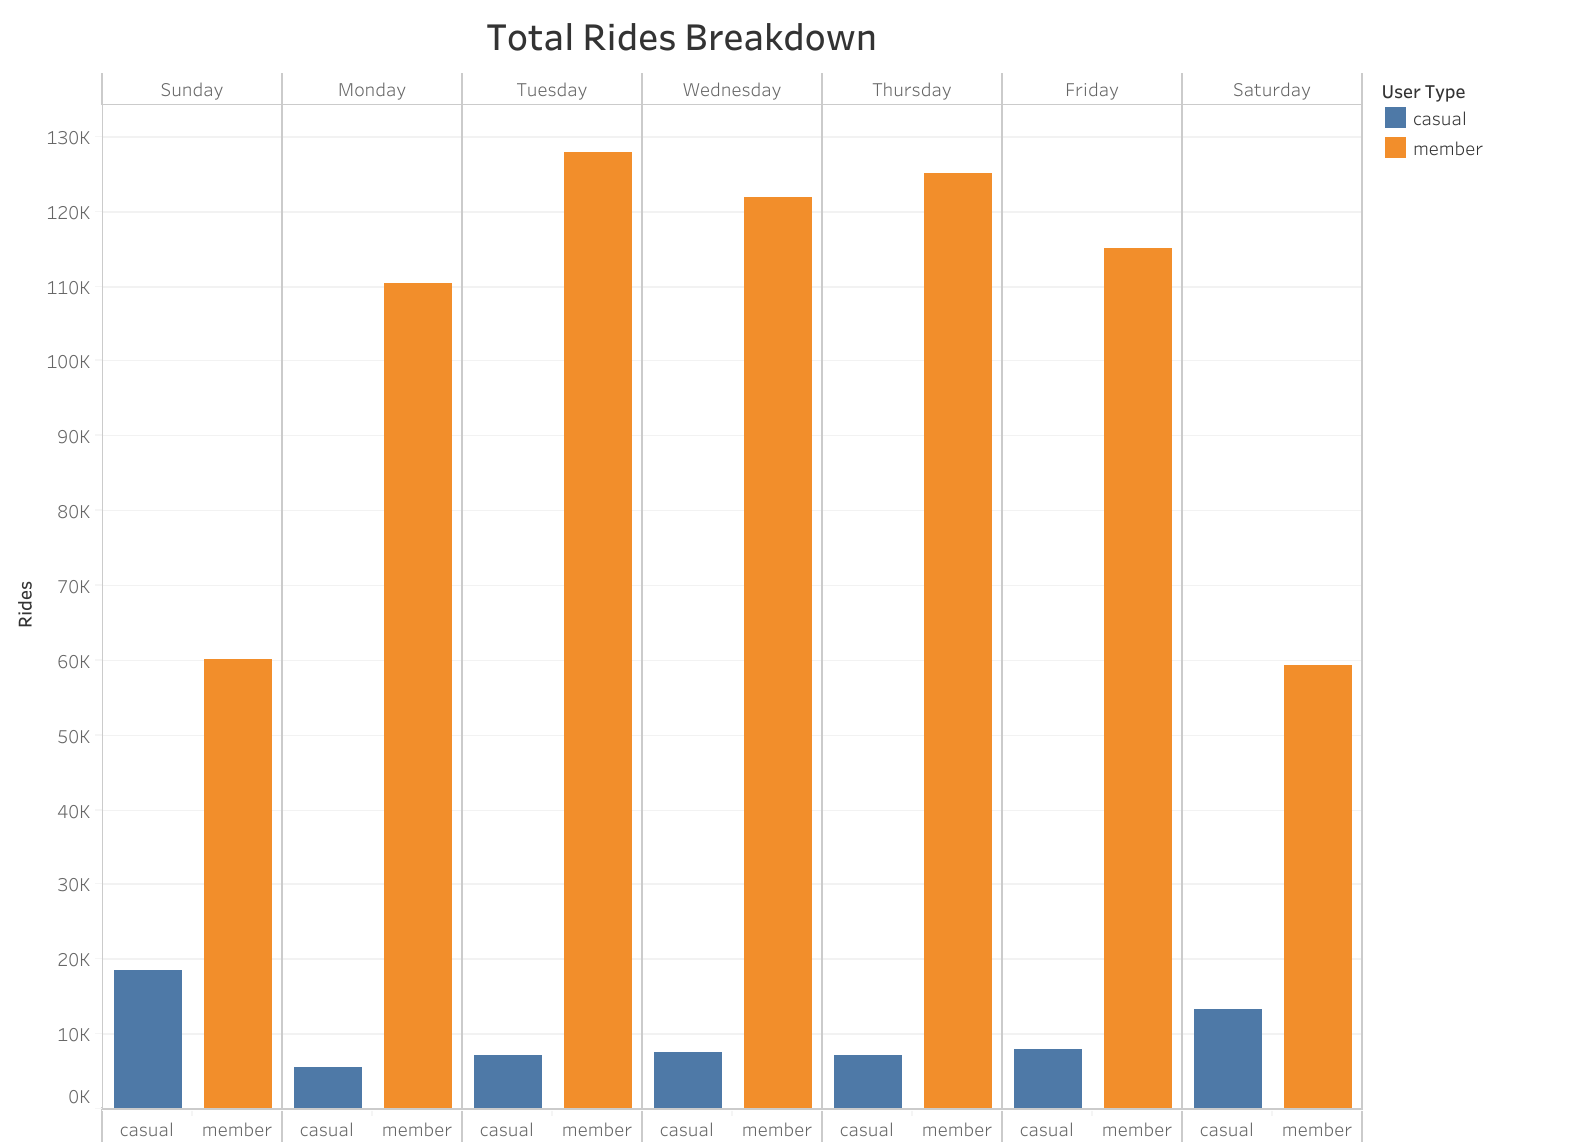 Total Rides Breakdown
Sunday Monday Tuesday Wednesday Thursday Friday Saturday
User Type
casual
member
130K
120K
110K
100K
90K
80K
70K
60K
50K
40K
30K
20K
10K
0K
Rides
casual member casual member casual member casual member casual member casual member casual member